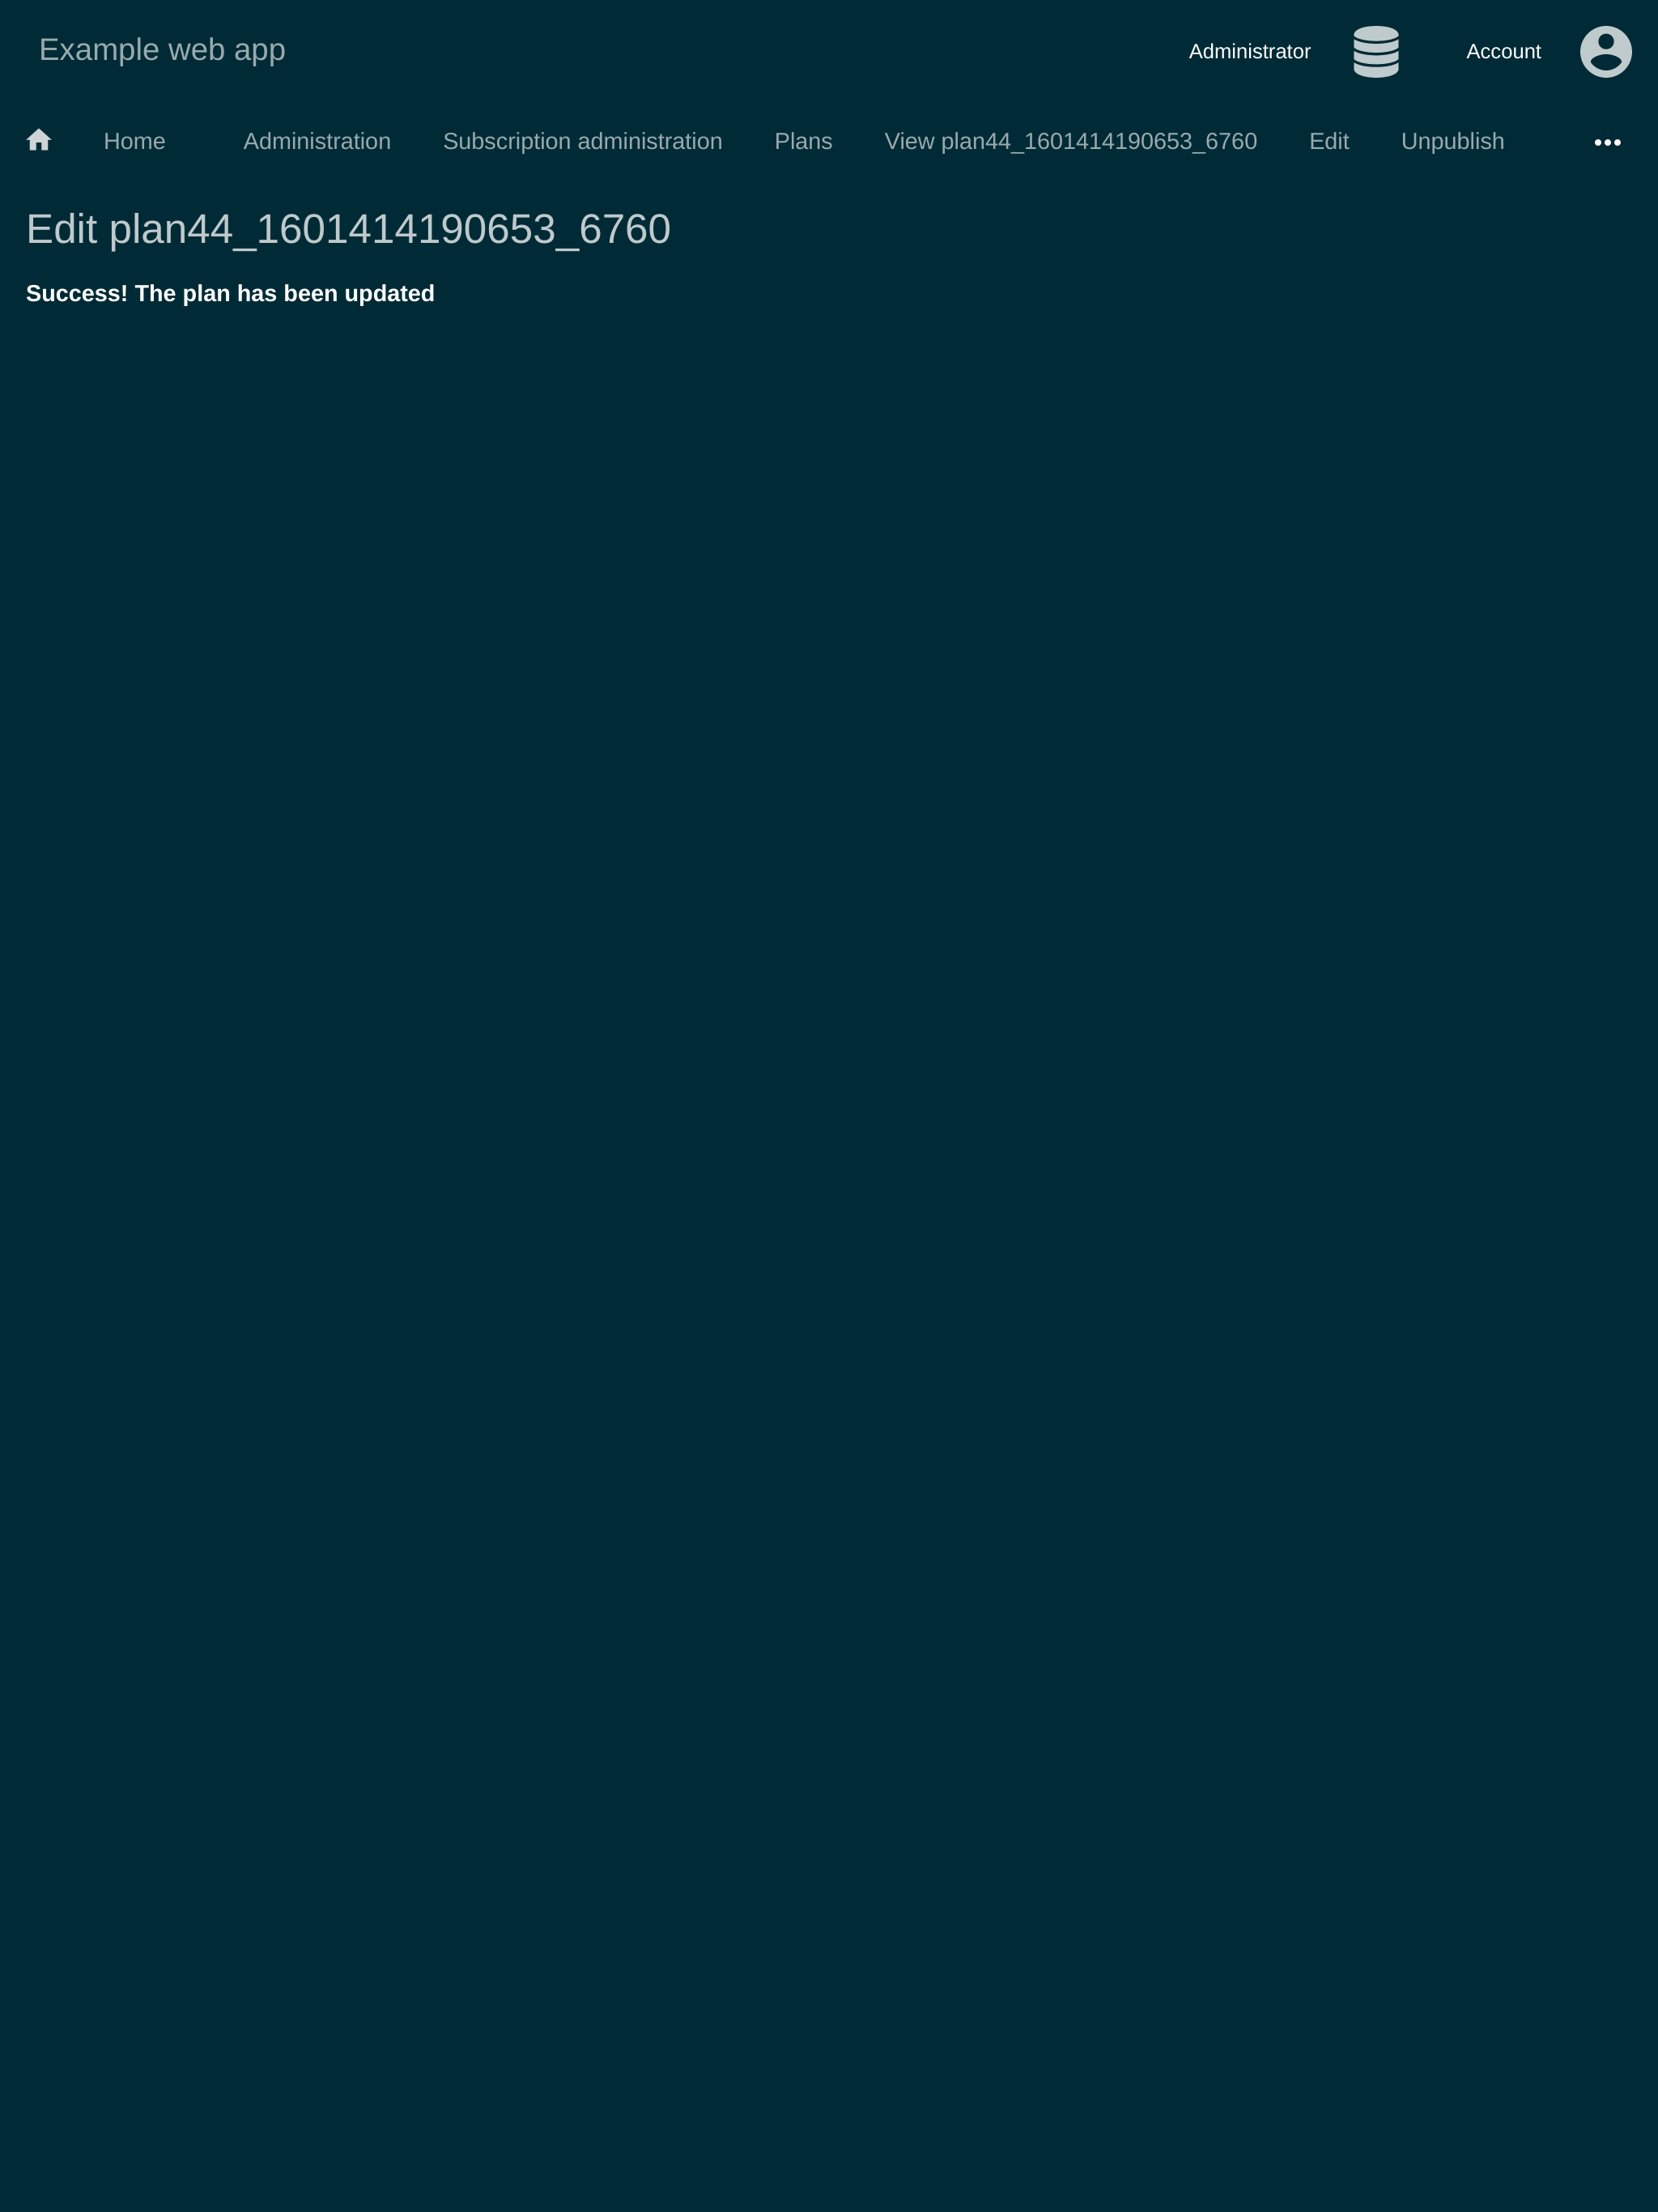 Example web app
Administrator
Account
Home
Administration
Subscription administration
Plans
View plan44_1601414190653_6760
Edit
Unpublish
Edit plan44_1601414190653_6760
Success! The plan has been updated